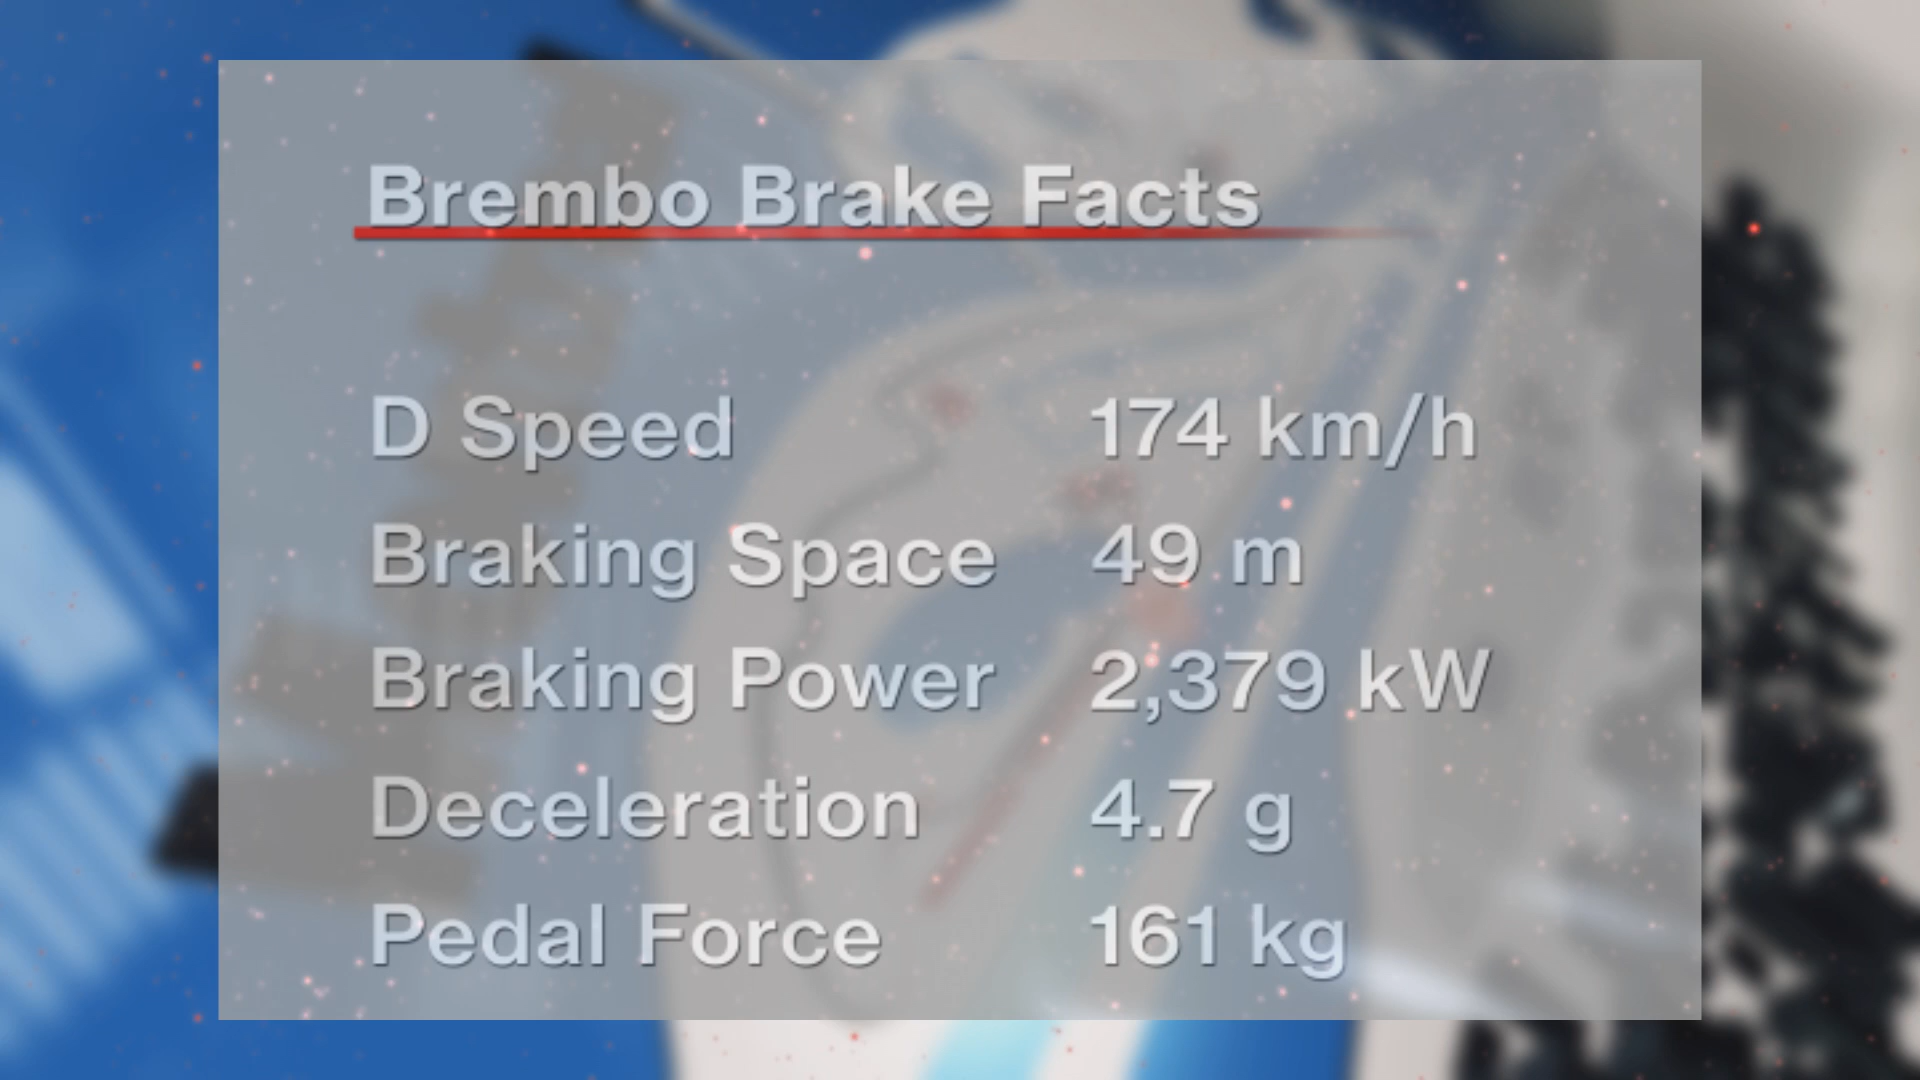 Brembo Brake Facts
D Speed 174 km/h
Braking Space 49 m
Braking Power 2,379 kW
Deceleration 4.7 g
Pedal Force 161 kg